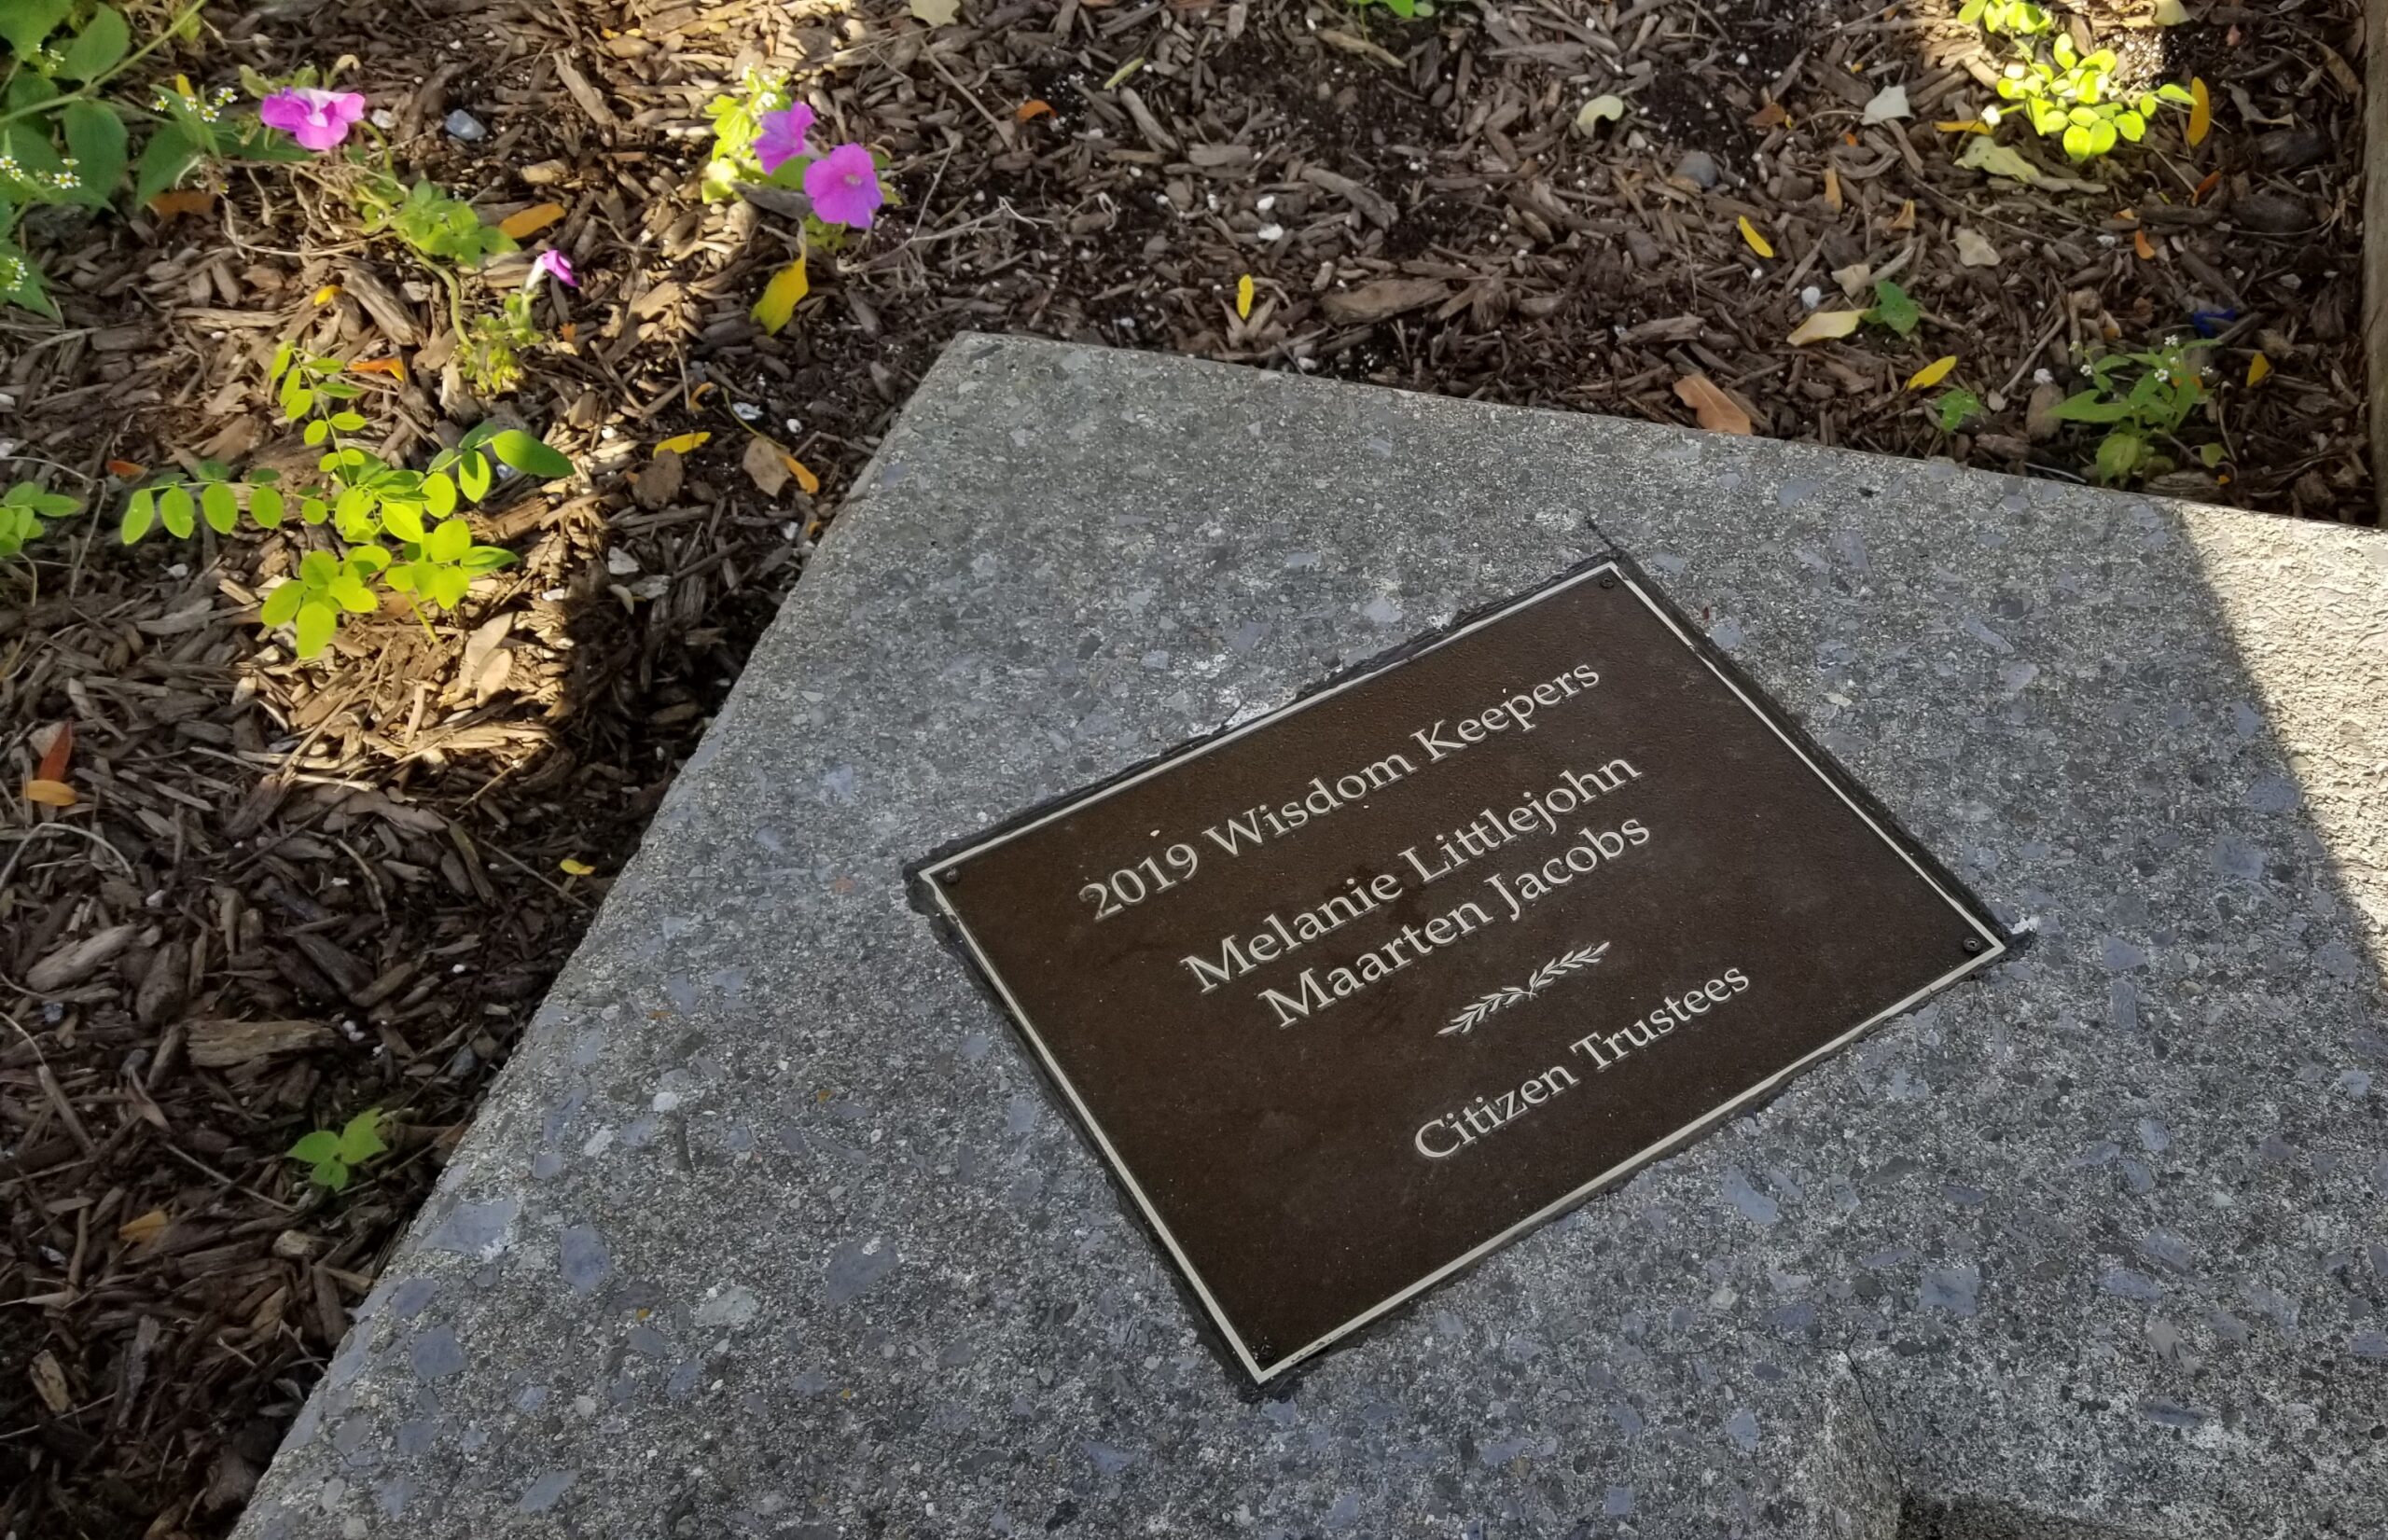 2019 Wisdom Keepers
Melanie Littlejohn
Maarten Jacobs
Citizen Trustees